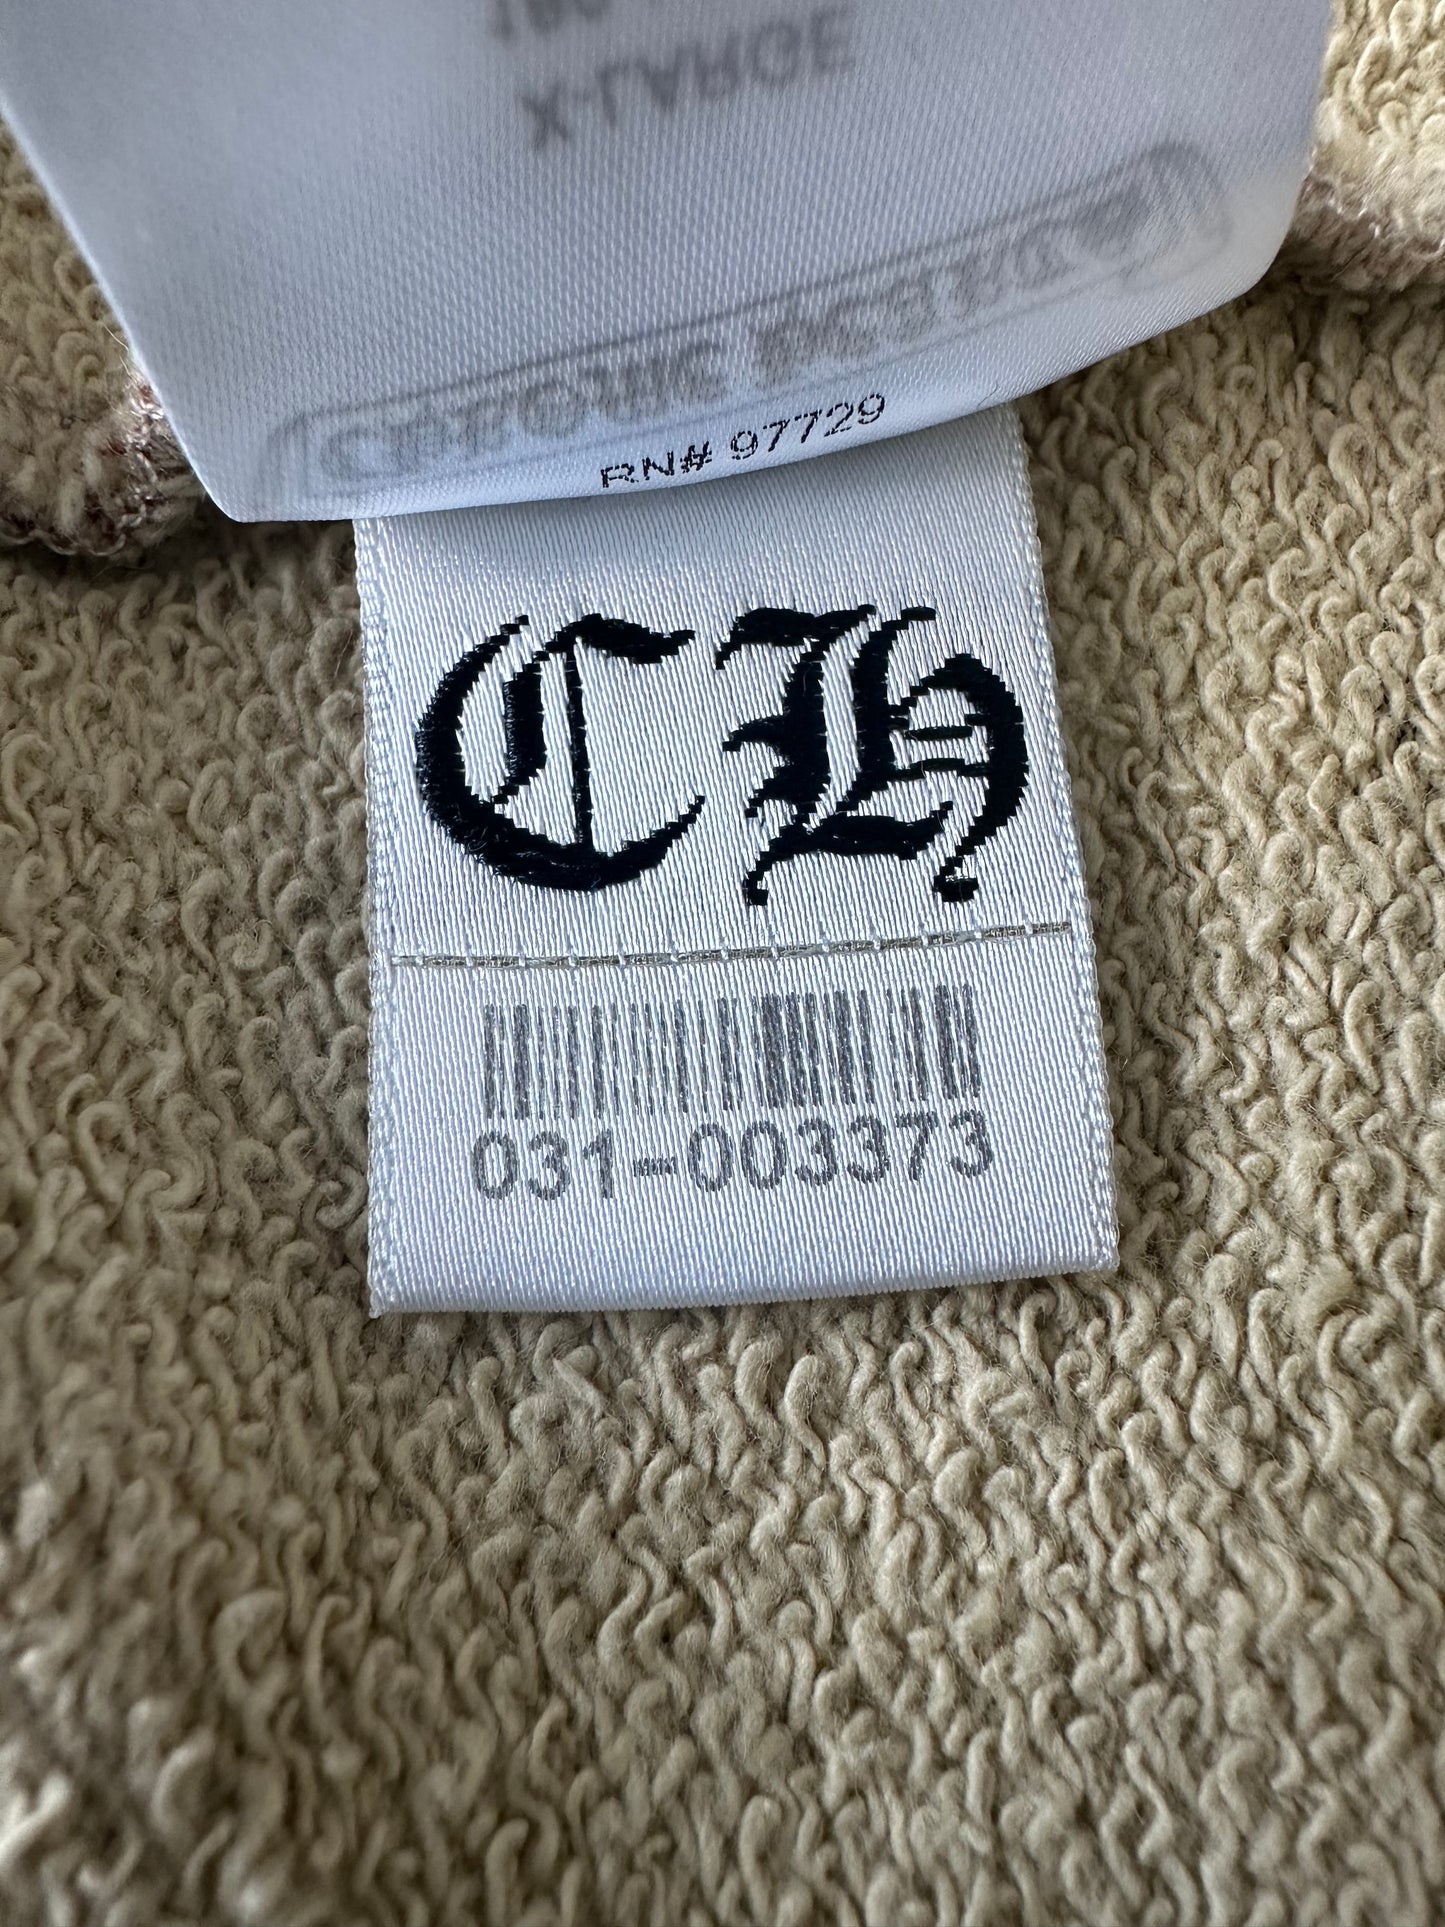 X-LARGE
CHROME HEARTS
RN# 97729
CH
031-003373